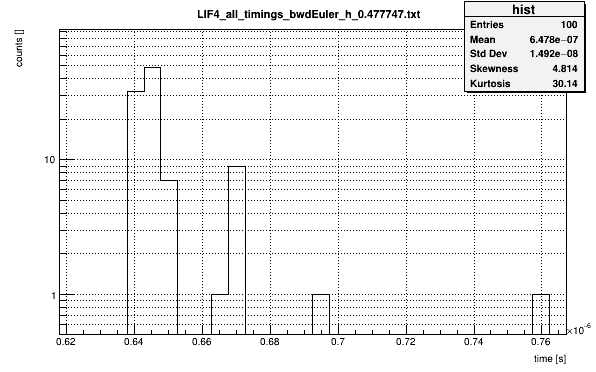 LIF4_all_timings_bwdEuler_h_0.477747.txt
hist
Entries 100
Mean 6.478e−07
Std Dev 1.492e−08
Skewness 4.814
Kurtosis 30.14
counts []
10
1
0.62 0.64 0.66 0.68 0.7 0.72 0.74 0.76
×10⁻⁶
time [s]